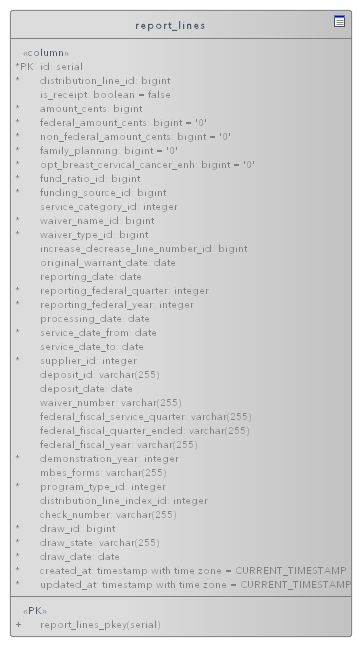 report_lines
«column»
*PK id: serial
* distribution_line_id: bigint
is_receipt: boolean = false
* amount_cents: bigint
* federal_amount_cents: bigint = '0'
* non_federal_amount_cents: bigint = '0'
* family_planning: bigint = '0'
* opt_breast_cervical_cancer_enh: bigint = '0'
* fund_ratio_id: bigint
* funding_source_id: bigint
service_category_id: integer
* waiver_name_id: bigint
* waiver_type_id: bigint
increase_decrease_line_number_id: bigint
original_warrant_date: date
reporting_date: date
* reporting_federal_quarter: integer
* reporting_federal_year: integer
processing_date: date
* service_date_from: date
service_date_to: date
* supplier_id: integer
deposit_id: varchar(255)
deposit_date: date
waiver_number: varchar(255)
federal_fiscal_service_quarter: varchar(255)
federal_fiscal_quarter_ended: varchar(255)
federal_fiscal_year: varchar(255)
* demonstration_year: integer
mbes_forms: varchar(255)
* program_type_id: integer
distribution_line_index_id: integer
check_number: varchar(255)
* draw_id: bigint
* draw_state: varchar(255)
* draw_date: date
* created_at: timestamp with time zone = CURRENT_TIMESTAMP
* updated_at: timestamp with time zone = CURRENT_TIMESTAMP
«PK»
+ report_lines_pkey(serial)